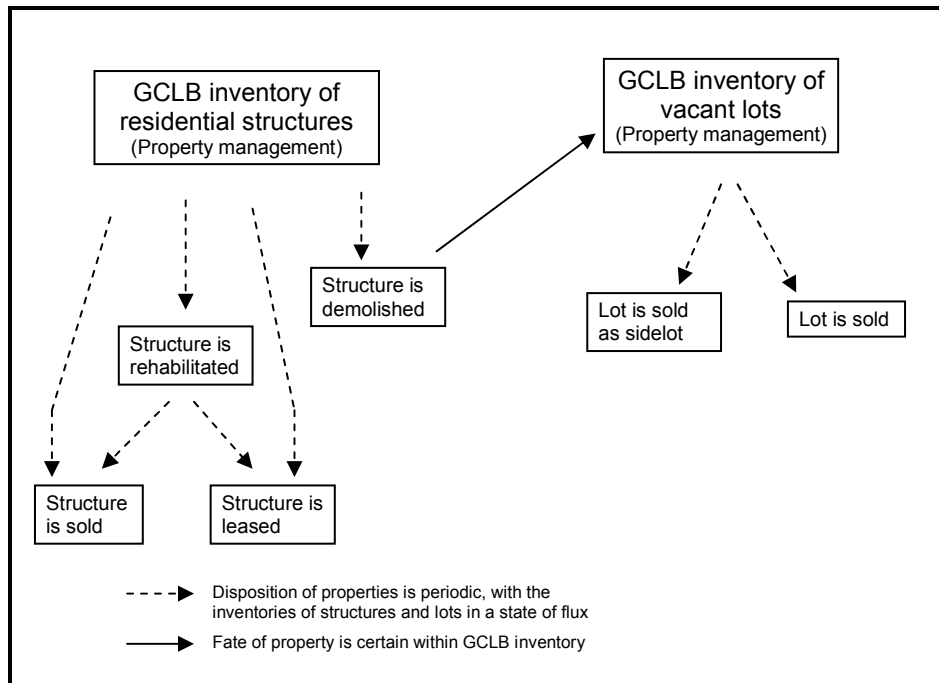 GCLB inventory of
residential structures
(Property management)
GCLB inventory of
vacant lots
(Property management)
Structure is
demolished
Lot is sold
as sidelot
Lot is sold
Structure is
rehabilitated
Structure
is sold
Structure is
leased
Disposition of properties is periodic, with the
inventories of structures and lots in a state of flux
Fate of property is certain within GCLB inventory